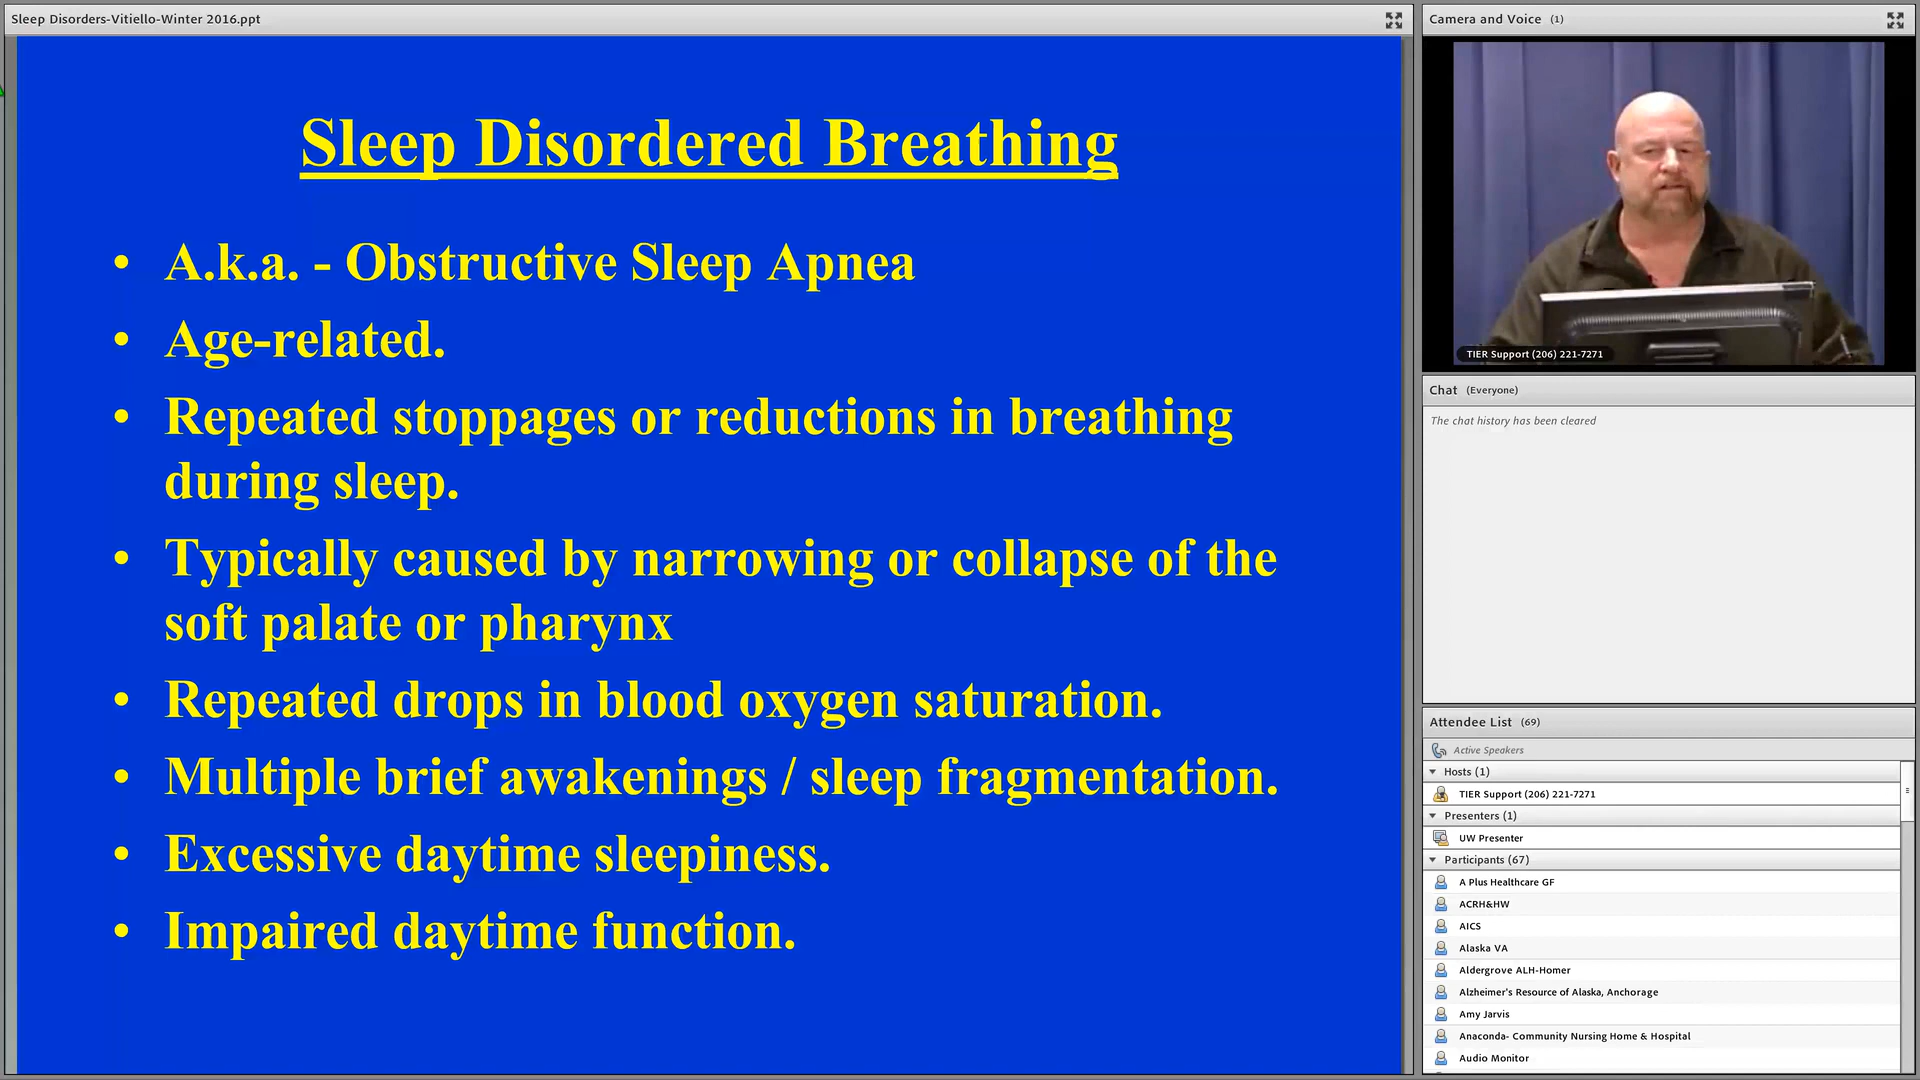 Sleep Disorders-Vitiello-Winter 2016.ppt
Sleep Disordered Breathing
• A.k.a. - Obstructive Sleep Apnea
• Age-related.
• Repeated stoppages or reductions in breathing
during sleep.
• Typically caused by narrowing or collapse of the
soft palate or pharynx
• Repeated drops in blood oxygen saturation.
• Multiple brief awakenings / sleep fragmentation.
• Excessive daytime sleepiness.
• Impaired daytime function.
Camera and Voice (1)
TIER Support (206) 221-7271
Chat (Everyone)
The chat history has been cleared
Attendee List (69)
Active Speakers
Hosts (1)
TIER Support (206) 221-7271
Presenters (1)
UW Presenter
Participants (67)
A Plus Healthcare GF
ACRH&HW
AICS
Alaska VA
Aldergrove ALH-Homer
Alzheimer's Resource of Alaska, Anchorage
Amy Jarvis
Anaconda- Community Nursing Home & Hospital
Audio Monitor